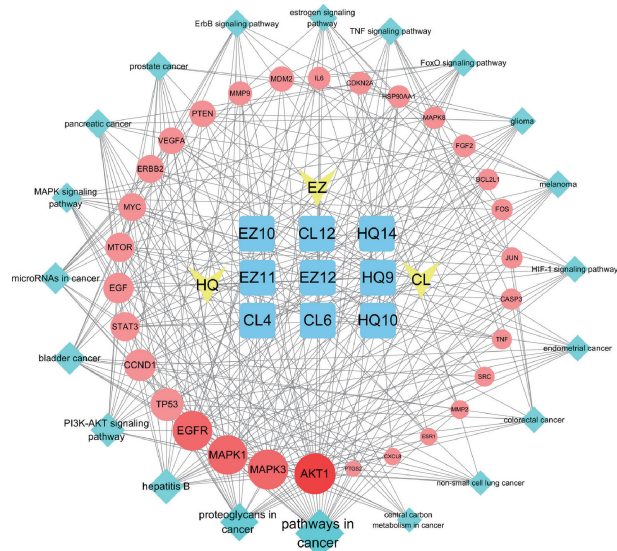 estrogen signaling
pathway
ErbB signaling pathway
TNF signaling pathway
prostate cancer
FoxO signaling pathway
pancreatic cancer
glioma
MAPK signaling
pathway
melanoma
microRNAs in cancer
HIF-1 signaling pathway
bladder cancer
endometrial cancer
PI3K-AKT signaling
pathway
colorectal cancer
hepatitis B
non-small cell lung cancer
proteoglycans in
cancer
pathways in
cancer
central carbon
metabolism in cancer
MMP9
MDM2
IL6
CDKN2A
HSP90AA1
PTEN
MAPK8
VEGFA
FGF2
ERBB2
BCL2L1
MYC
FOS
MTOR
JUN
EGF
CASP3
STAT3
TNF
CCND1
SRC
TP53
MMP2
EGFR
ESR1
MAPK1
CXCL8
MAPK3
AKT1
PTGS2
EZ
HQ
CL
EZ10 CL12 HQ14
EZ11 EZ12 HQ9
CL4 CL6 HQ10